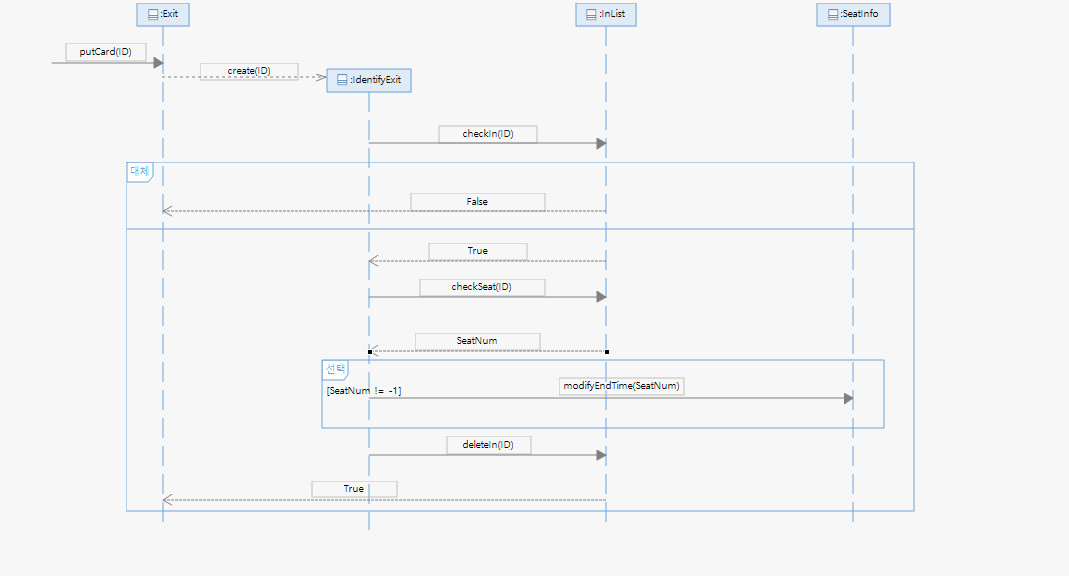 :Exit
:InList
:SeatInfo
putCard(ID)
create(ID)
:IdentifyExit
checkIn(ID)
대체
False
True
checkSeat(ID)
SeatNum
선택
[SeatNum != -1]
modifyEndTime(SeatNum)
deleteIn(ID)
True